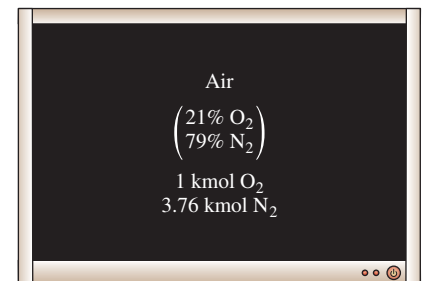 Air
(21% O₂
79% N₂)
1 kmol O₂
3.76 kmol N₂